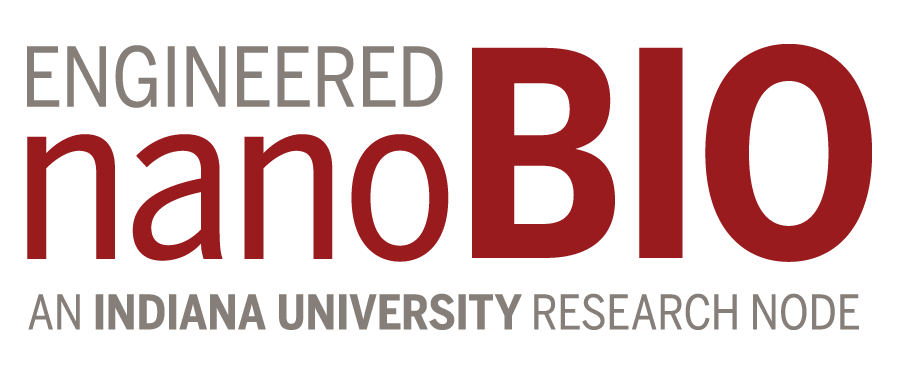 ENGINEERED
nanoBIO
AN INDIANA UNIVERSITY RESEARCH NODE